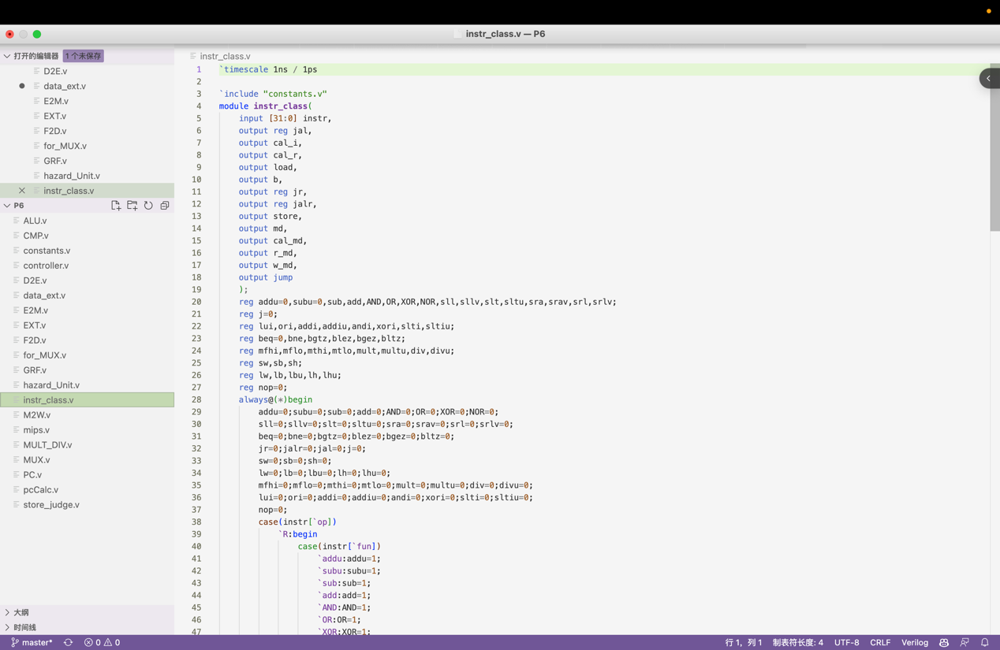 instr_class.v — P6
打开的编辑器 1 个未保存
D2E.v
data_ext.v
E2M.v
EXT.v
F2D.v
for_MUX.v
GRF.v
hazard_Unit.v
instr_class.v
P6
ALU.v
CMP.v
constants.v
controller.v
D2E.v
data_ext.v
E2M.v
EXT.v
F2D.v
for_MUX.v
GRF.v
hazard_Unit.v
instr_class.v
M2W.v
mips.v
MULT_DIV.v
MUX.v
PC.v
pcCalc.v
store_judge.v
大纲
时间线
instr_class.v
1 `timescale 1ns / 1ps
2
3 `include "constants.v"
4 module instr_class(
5 input [31:0] instr,
6 output reg jal,
7 output cal_i,
8 output cal_r,
9 output load,
10 output b,
11 output reg jr,
12 output reg jalr,
13 output store,
14 output md,
15 output cal_md,
16 output r_md,
17 output w_md,
18 output jump
19 );
20 reg addu=0,subu=0,sub,add,AND,OR,XOR,NOR,sll,sllv,slt,sltu,sra,srav,srl,srlv;
21 reg j=0;
22 reg lui,ori,addi,addiu,andi,xori,slti,sltiu;
23 reg beq=0,bne,bgtz,blez,bgez,bltz;
24 reg mfhi,mflo,mthi,mtlo,mult,multu,div,divu;
25 reg sw,sb,sh;
26 reg lw,lb,lbu,lh,lhu;
27 reg nop=0;
28 always@(*)begin
29 addu=0;subu=0;sub=0;add=0;AND=0;OR=0;XOR=0;NOR=0;
30 sll=0;sllv=0;slt=0;sltu=0;sra=0;srav=0;srl=0;srlv=0;
31 beq=0;bne=0;bgtz=0;blez=0;bgez=0;bltz=0;
32 jr=0;jalr=0;jal=0;j=0;
33 sw=0;sb=0;sh=0;
34 lw=0;lb=0;lbu=0;lh=0;lhu=0;
35 mfhi=0;mflo=0;mthi=0;mtlo=0;mult=0;multu=0;div=0;divu=0;
36 lui=0;ori=0;addi=0;addiu=0;andi=0;xori=0;slti=0;sltiu=0;
37 nop=0;
38 case(instr[`op])
39 `R:begin
40 case(instr[`fun])
41 `addu:addu=1;
42 `subu:subu=1;
43 `sub:sub=1;
44 `add:add=1;
45 `AND:AND=1;
46 `OR:OR=1;
47 `XOR:XOR=1;
master* 0 0 行 1，列 1 制表符长度: 4 UTF-8 CRLF Verilog